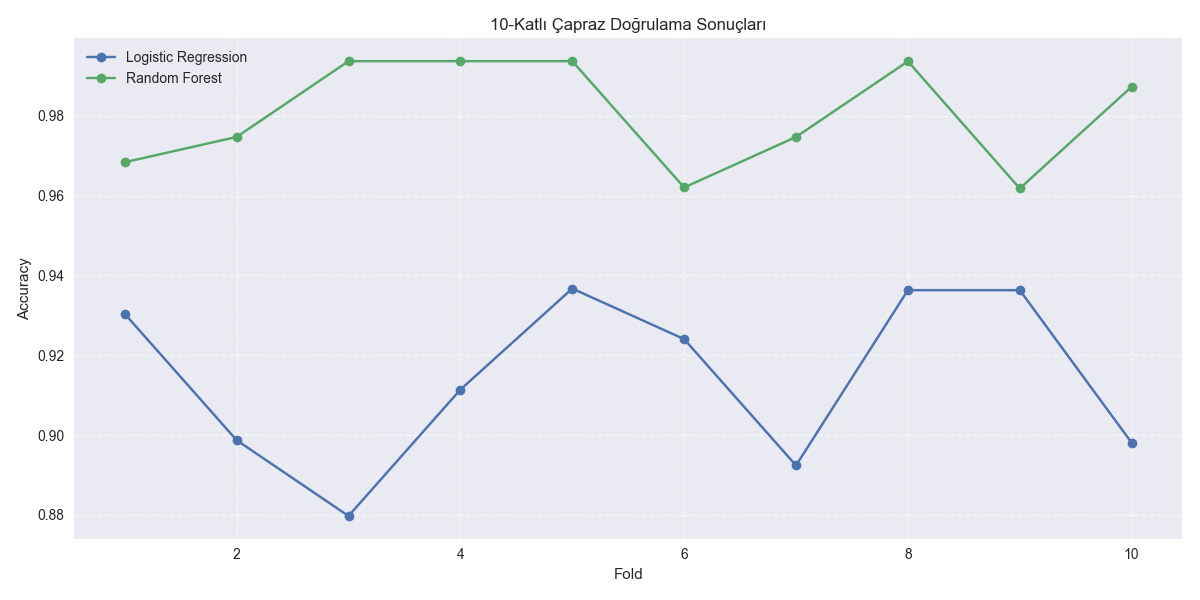 10-Katlı Çapraz Doğrulama Sonuçları
Logistic Regression
Random Forest
0.98
0.96
0.94
0.92
0.90
0.88
Accuracy
2 4 6 8 10
Fold